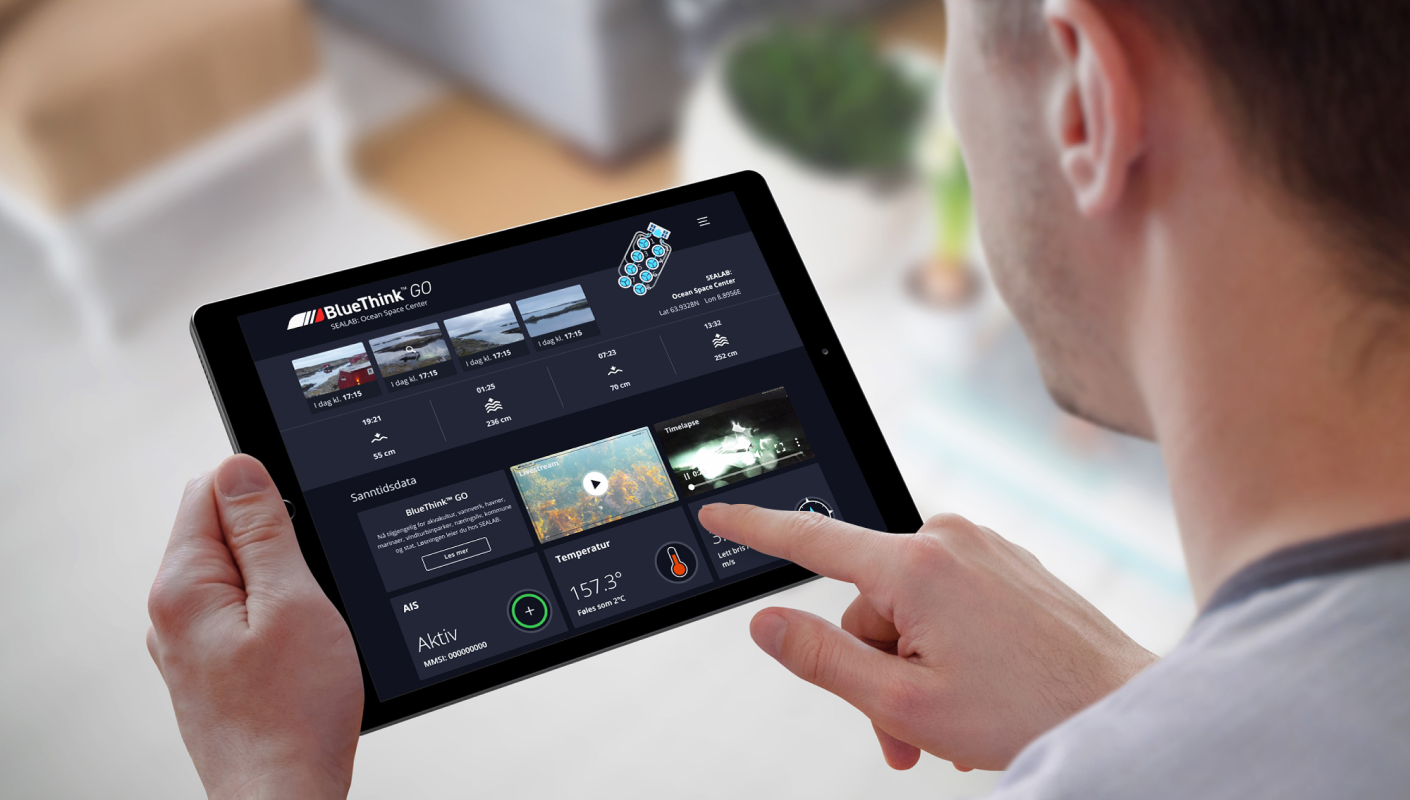 BlueThink™ GO
SEALAB: Ocean Space Center
SEALAB:
Ocean Space Center
Lat 63,9328N Lon 8,8956E
I dag kl. 17:15
I dag kl. 17:15
I dag kl. 17:15
I dag kl. 17:15
19:21
55 cm
01:25
236 cm
07:23
70 cm
13:32
252 cm
Sanntidsdata
BlueThink™ GO
Nå tilgjengelig for akvakultur, vannverk, havner,
marinaer, vindturbinparker, næringsliv, kommune
og stat. Løsningen leier du hos SEALAB.
Les mer
Livestream
Timelapse
AIS
Aktiv
MMSI: 000000000
Temperatur
157.3°
Føles som 2°C
Lett bris
m/s